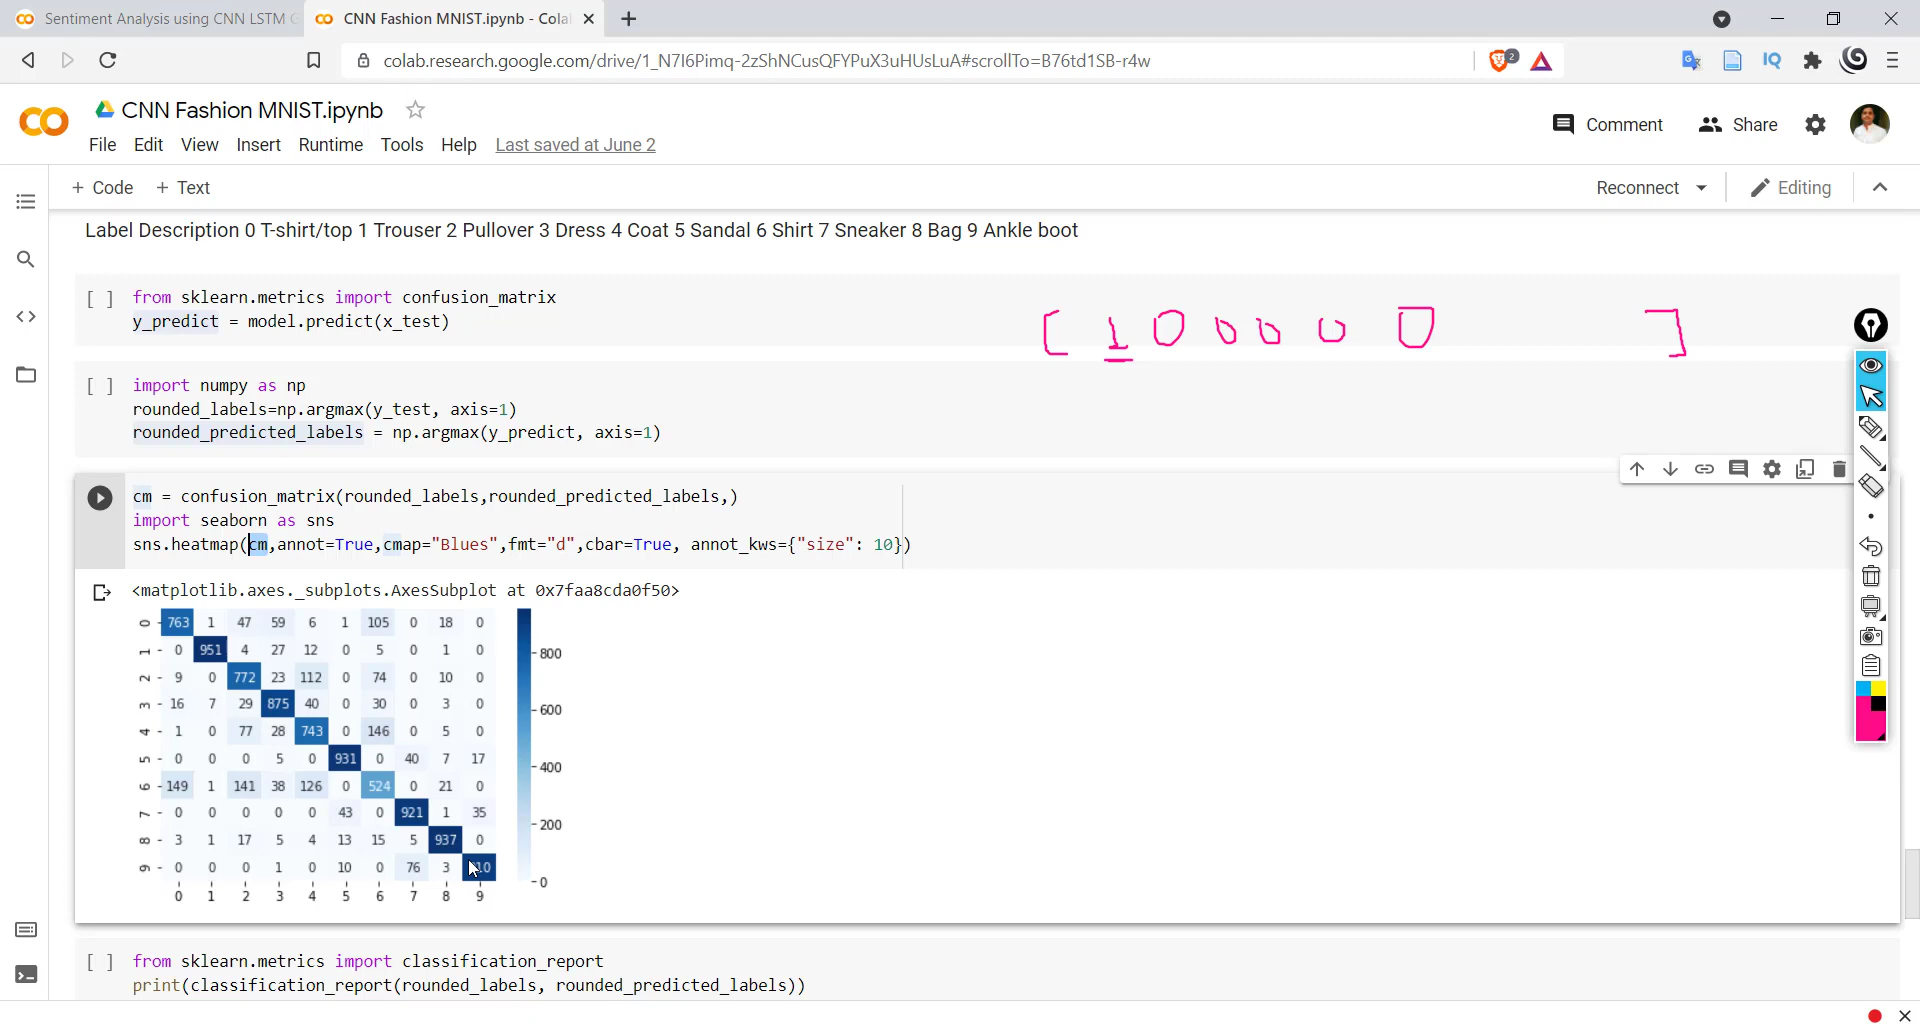 Sentiment Analysis using CNN LSTM
CNN Fashion MNIST.ipynb - Cola
colab.research.google.com/drive/1_N7I6Pimq-2zShNCusQFYPuX3uHUsLuA#scrollTo=B76td1SB-r4w
2
IQ
CNN Fashion MNIST.ipynb
Comment
Share
File Edit View Insert Runtime Tools Help Last saved at June 2
+ Code + Text
Reconnect
Editing
Label Description 0 T-shirt/top 1 Trouser 2 Pullover 3 Dress 4 Coat 5 Sandal 6 Shirt 7 Sneaker 8 Bag 9 Ankle boot
[ ] from sklearn.metrics import confusion_matrix
y_predict = model.predict(x_test)
[ 1 0 0 0 0 0 ]
[ ] import numpy as np
rounded_labels=np.argmax(y_test, axis=1)
rounded_predicted_labels = np.argmax(y_predict, axis=1)
cm = confusion_matrix(rounded_labels,rounded_predicted_labels,)
import seaborn as sns
sns.heatmap(cm,annot=True,cmap="Blues",fmt="d",cbar=True, annot_kws={"size": 10})
<matplotlib.axes._subplots.AxesSubplot at 0x7faa8cda0f50>
0 763 1 47 59 6 1 105 0 18 0
1 0 951 4 27 12 0 5 0 1 0
800
2 9 0 772 23 112 0 74 0 10 0
3 16 7 29 875 40 0 30 0 3 0
600
4 1 0 77 28 743 0 146 0 5 0
5 0 0 0 5 0 931 0 40 7 17
400
6 149 1 141 38 126 0 524 0 21 0
7 0 0 0 0 0 43 0 921 1 35
200
8 3 1 17 5 4 13 15 5 937 0
9 0 0 0 1 0 10 0 76 3 10
0
0 1 2 3 4 5 6 7 8 9
[ ] from sklearn.metrics import classification_report
print(classification_report(rounded_labels, rounded_predicted_labels))